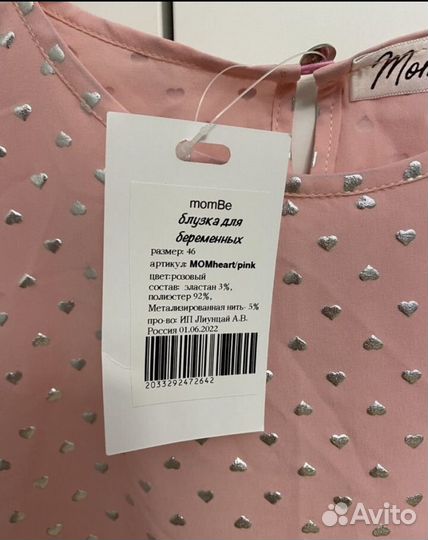 Mom
momBe
блузка для
беременных
размер: 46
артикул: MOMheart/pink
цвет:розовый
состав: эластан 3%,
полиэстер 92%,
Метализированная нить- 5%
про-во: ИП Лиунцай А.В.
Россия 01.06.2022
2033292472642
Avito